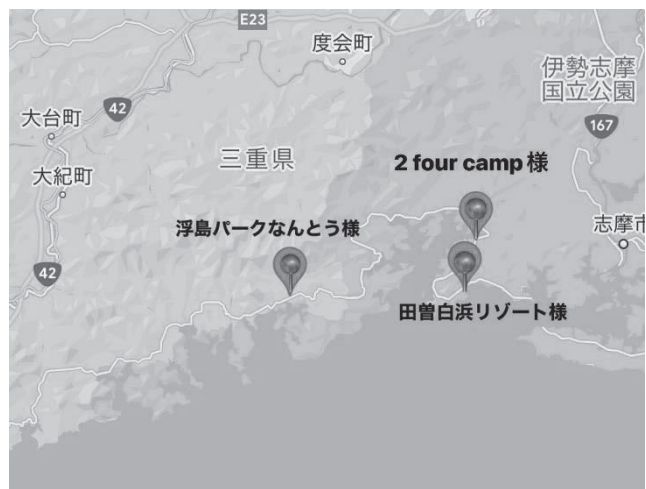 E23
度会町
伊勢志摩
国立公園
42
大台町
167
三重県
2 four camp 様
大紀町
浮島パークなんとう様
志摩市
42
田曽白浜リゾート様